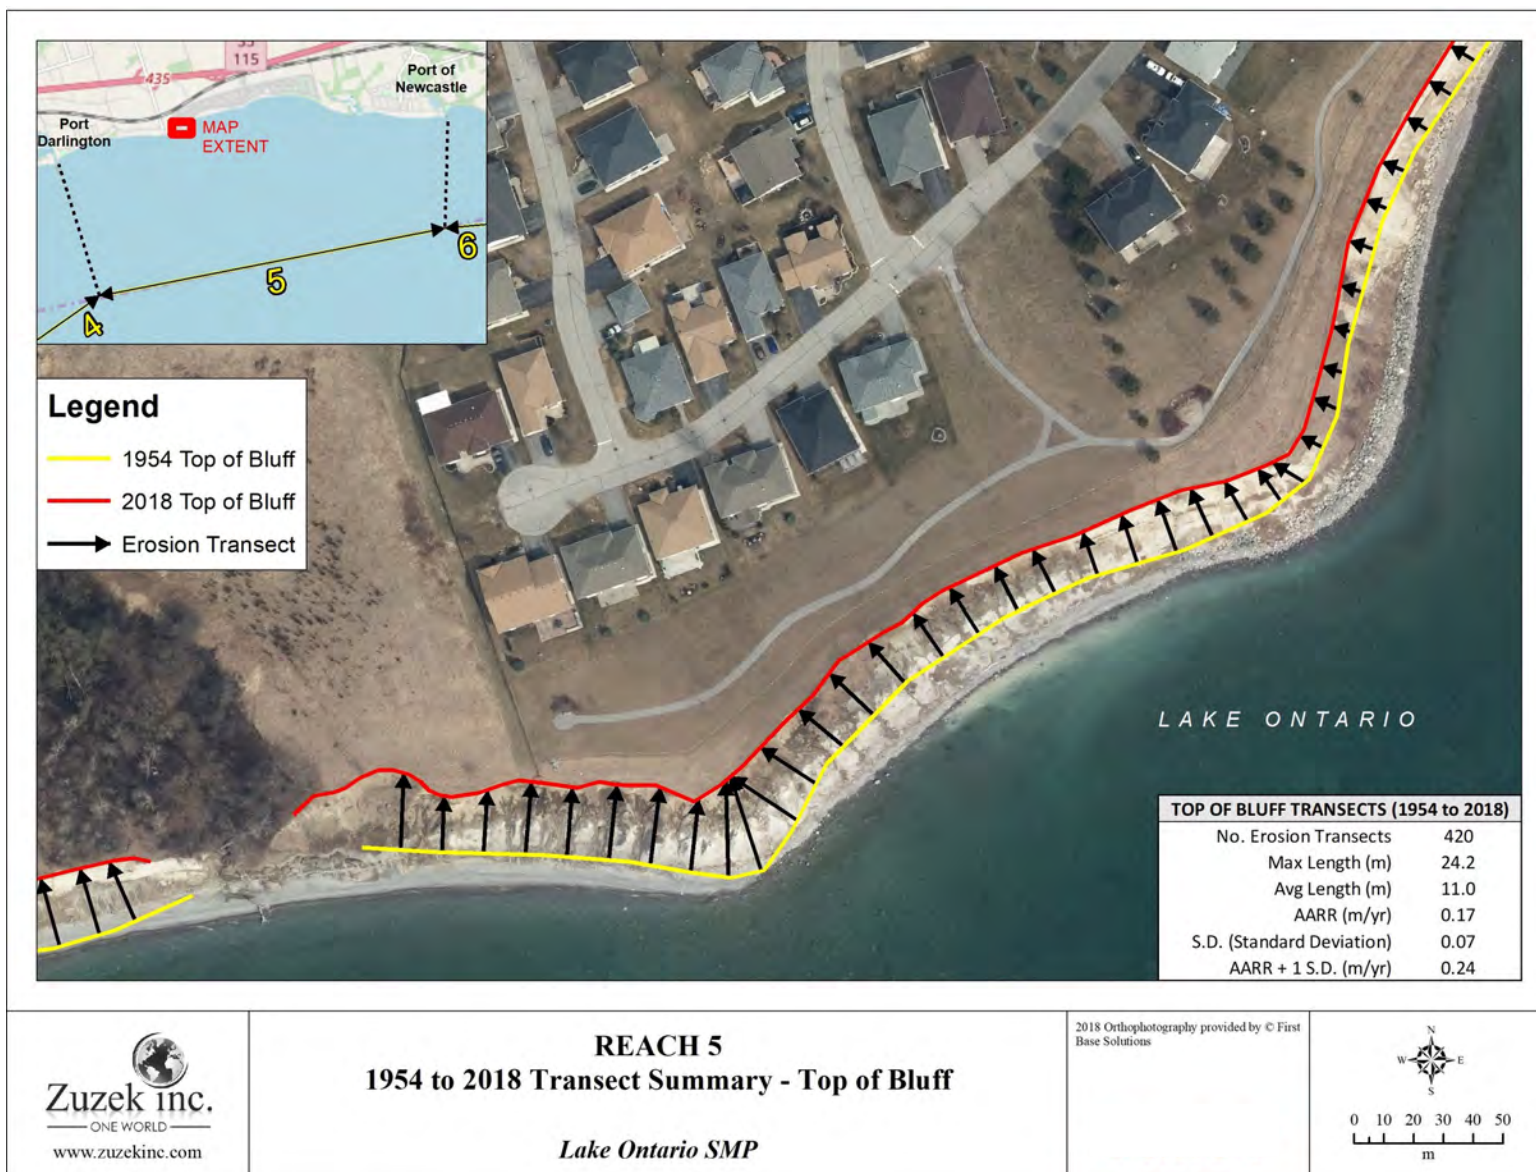 35
115
435
Port of
Newcastle
Port
Darlington
MAP
EXTENT
4
5
6
Legend
1954 Top of Bluff
2018 Top of Bluff
Erosion Transect
LAKE ONTARIO
TOP OF BLUFF TRANSECTS (1954 to 2018)
No. Erosion Transects 420
Max Length (m) 24.2
Avg Length (m) 11.0
AARR (m/yr) 0.17
S.D. (Standard Deviation) 0.07
AARR + 1 S.D. (m/yr) 0.24
Zuzek inc.
ONE WORLD
www.zuzekinc.com
REACH 5
1954 to 2018 Transect Summary - Top of Bluff
Lake Ontario SMP
2018 Orthophotography provided by © First
Base Solutions
N
W E
S
0 10 20 30 40 50
m